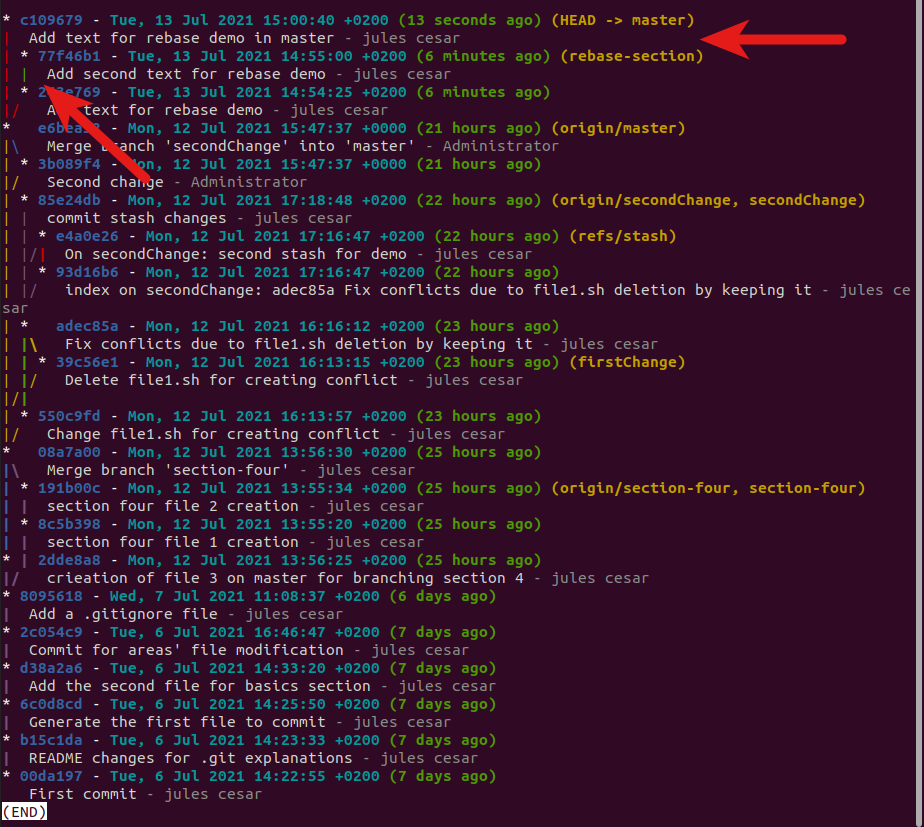 * c109679 - Tue, 13 Jul 2021 15:00:40 +0200 (13 seconds ago) (HEAD -> master)
| Add text for rebase demo in master - jules cesar
| * 77f46b1 - Tue, 13 Jul 2021 14:55:00 +0200 (6 minutes ago) (rebase-section)
| | Add second text for rebase demo - jules cesar
| * Tue, 13 Jul 2021 14:54:25 +0200 (6 minutes ago)
|/ text for rebase demo - jules cesar
* - Mon, 12 Jul 2021 15:47:37 +0000 (21 hours ago) (origin/master)
|\ Merge branch 'secondChange' into 'master' - Administrator
| * 3b089f4 - Mon, 12 Jul 2021 15:47:37 +0000 (21 hours ago)
|/ Second change - Administrator
| * 85e24db - Mon, 12 Jul 2021 17:18:48 +0200 (22 hours ago) (origin/secondChange, secondChange)
| | commit stash changes - jules cesar
| | * e4a0e26 - Mon, 12 Jul 2021 17:16:47 +0200 (22 hours ago) (refs/stash)
| |/| On secondChange: second stash for demo - jules cesar
| | * 93d16b6 - Mon, 12 Jul 2021 17:16:47 +0200 (22 hours ago)
| |/ index on secondChange: adec85a Fix conflicts due to file1.sh deletion by keeping it - jules ce
sar
| * adec85a - Mon, 12 Jul 2021 16:16:12 +0200 (23 hours ago)
| |\ Fix conflicts due to file1.sh deletion by keeping it - jules cesar
| | * 39c56e1 - Mon, 12 Jul 2021 16:13:15 +0200 (23 hours ago) (firstChange)
| |/ Delete file1.sh for creating conflict - jules cesar
|/|
| * 550c9fd - Mon, 12 Jul 2021 16:13:57 +0200 (23 hours ago)
|/ Change file1.sh for creating conflict - jules cesar
* 08a7a00 - Mon, 12 Jul 2021 13:56:30 +0200 (25 hours ago)
|\ Merge branch 'section-four' - jules cesar
| * 191b00c - Mon, 12 Jul 2021 13:55:34 +0200 (25 hours ago) (origin/section-four, section-four)
| | section four file 2 creation - jules cesar
| * 8c5b398 - Mon, 12 Jul 2021 13:55:20 +0200 (25 hours ago)
| | section four file 1 creation - jules cesar
* | 2dde8a8 - Mon, 12 Jul 2021 13:56:25 +0200 (25 hours ago)
|/ crieation of file 3 on master for branching section 4 - jules cesar
* 8095618 - Wed, 7 Jul 2021 11:08:37 +0200 (6 days ago)
| Add a .gitignore file - jules cesar
* 2c054c9 - Tue, 6 Jul 2021 16:46:47 +0200 (7 days ago)
| Commit for areas' file modification - jules cesar
* d38a2a6 - Tue, 6 Jul 2021 14:33:20 +0200 (7 days ago)
| Add the second file for basics section - jules cesar
* 6c0d8cd - Tue, 6 Jul 2021 14:25:50 +0200 (7 days ago)
| Generate the first file to commit - jules cesar
* b15c1da - Tue, 6 Jul 2021 14:23:33 +0200 (7 days ago)
| README changes for .git explanations - jules cesar
* 00da197 - Tue, 6 Jul 2021 14:22:55 +0200 (7 days ago)
First commit - jules cesar
(END)